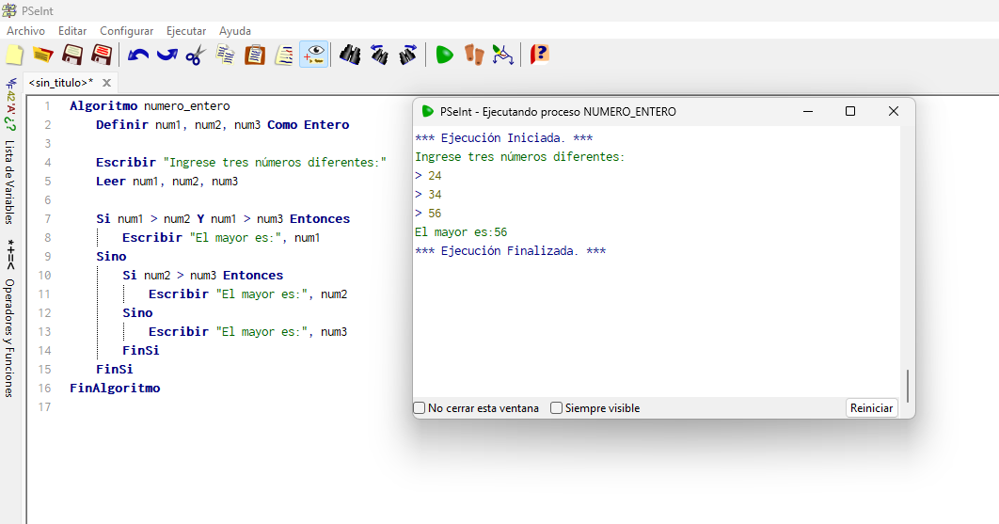 PSeInt
Archivo Editar Configurar Ejecutar Ayuda
<sin_titulo>* X
1 Algoritmo numero_entero
2 Definir num1, num2, num3 Como Entero
3
4 Escribir "Ingrese tres números diferentes:"
5 Leer num1, num2, num3
6
7 Si num1 > num2 Y num1 > num3 Entonces
8 Escribir "El mayor es:", num1
9 Sino
10 Si num2 > num3 Entonces
11 Escribir "El mayor es:", num2
12 Sino
13 Escribir "El mayor es:", num3
14 FinSi
15 FinSi
16 FinAlgoritmo
17
Lista de Variables
*+=< Operadores y Funciones
PSeInt - Ejecutando proceso NUMERO_ENTERO
*** Ejecución Iniciada. ***
Ingrese tres números diferentes:
> 24
> 34
> 56
El mayor es:56
*** Ejecución Finalizada. ***
No cerrar esta ventana Siempre visible Reiniciar